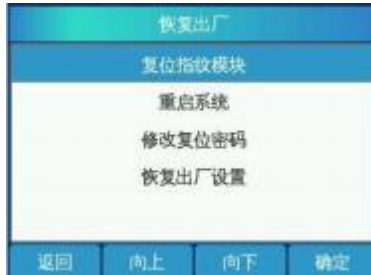 恢复出厂
复位指纹模块
重启系统
修改复位密码
恢复出厂设置
返回 向上 向下 确定